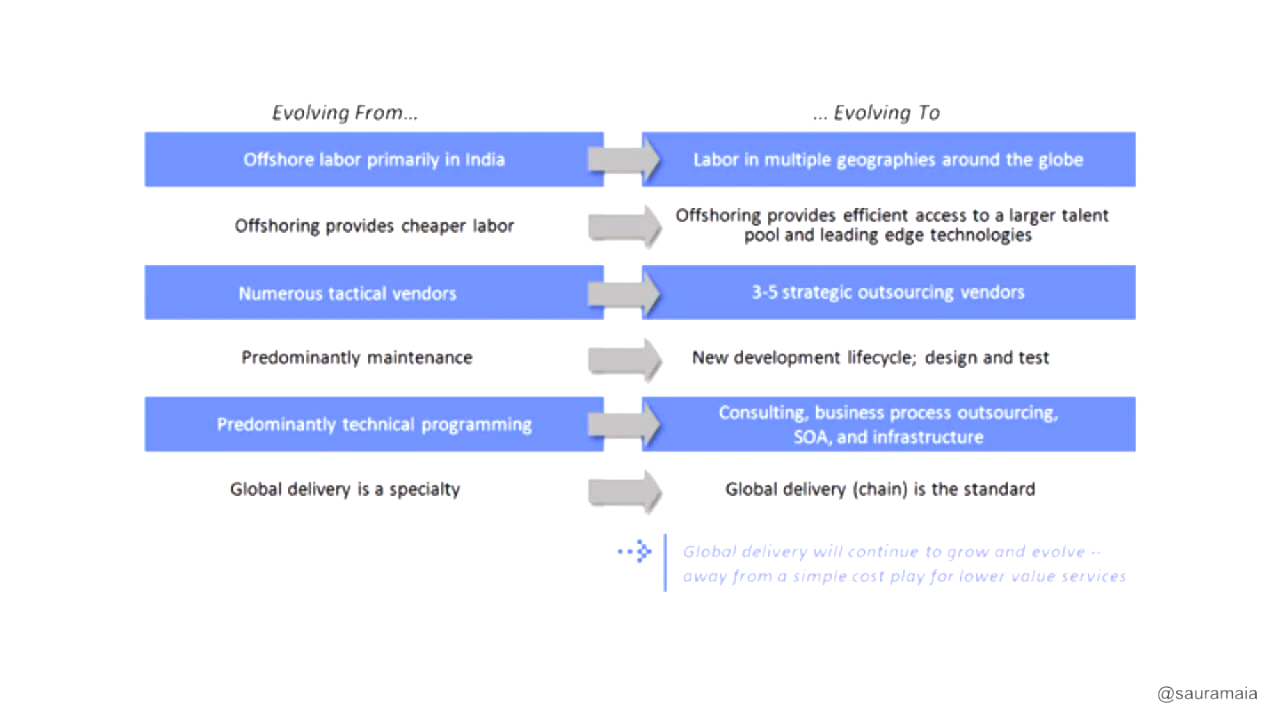 Evolving From...
... Evolving To
Offshore labor primarily in India
Labor in multiple geographies around the globe
Offshoring provides cheaper labor
Offshoring provides efficient access to a larger talent
pool and leading edge technologies
Numerous tactical vendors
3-5 strategic outsourcing vendors
Predominantly maintenance
New development lifecycle; design and test
Predominantly technical programming
Consulting, business process outsourcing,
SOA, and infrastructure
Global delivery is a specialty
Global delivery (chain) is the standard
Global delivery will continue to grow and evolve --
away from a simple cost play for lower value services
@sauramaia